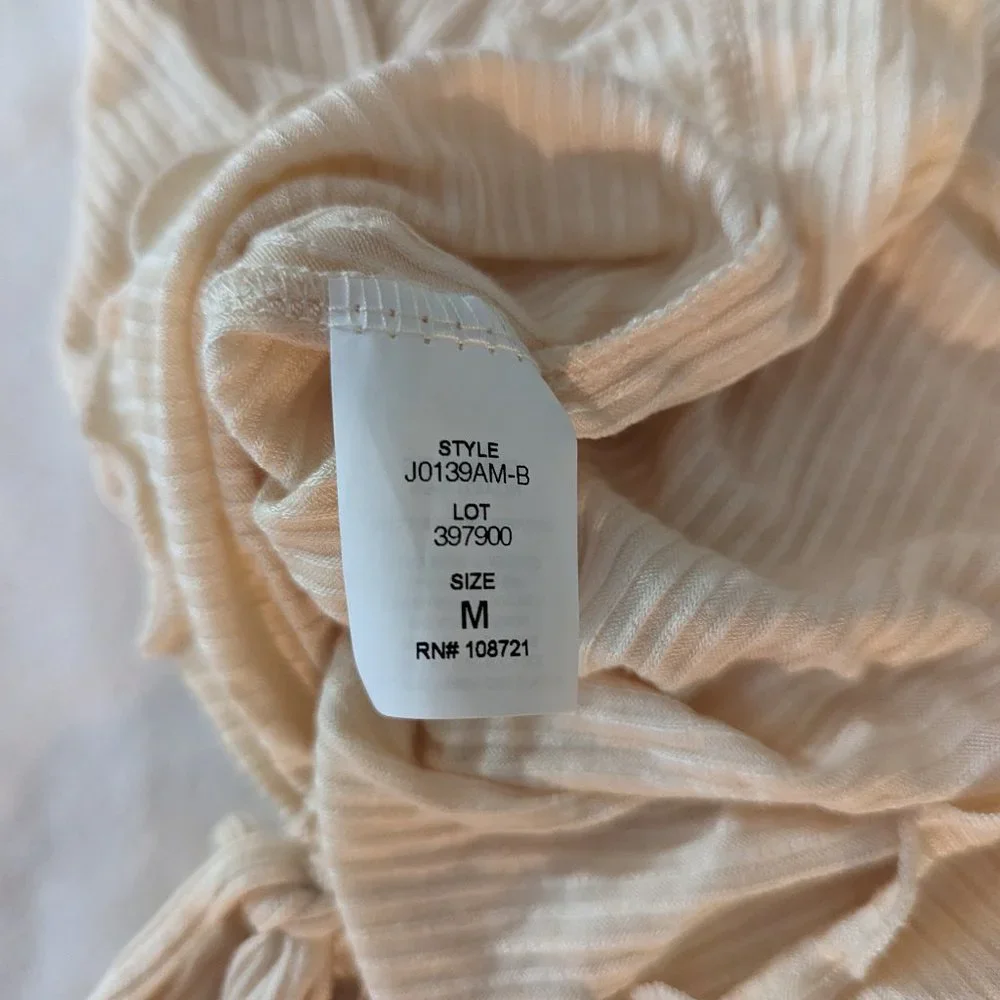 STYLE
J0139AM-B
LOT
397900
SIZE
M
RN# 108721